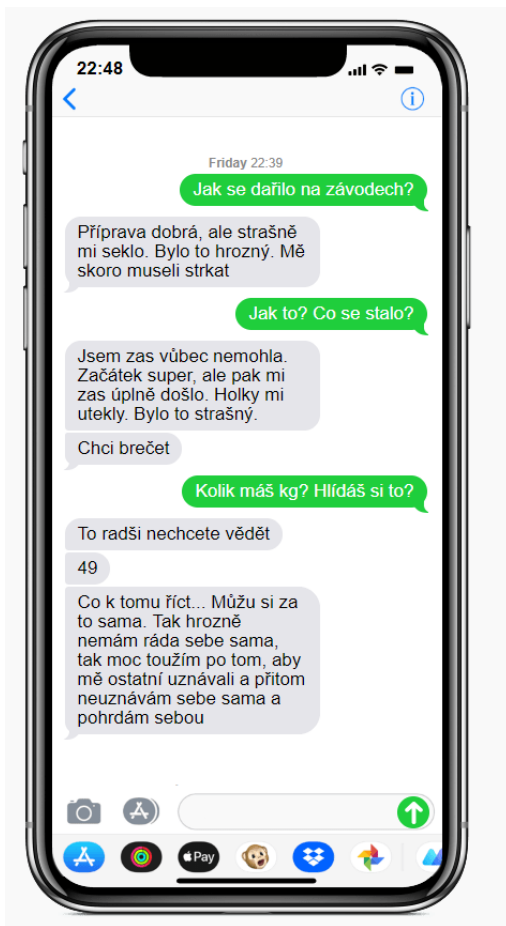 22:48
Friday 22:39
Jak se dařilo na závodech?
Příprava dobrá, ale strašně
mi seklo. Bylo to hrozný. Mě
skoro museli strkat
Jak to? Co se stalo?
Jsem zas vůbec nemohla.
Začátek super, ale pak mi
zas úplně došlo. Holky mi
utekly. Bylo to strašný.
Chci brečet
Kolik máš kg? Hlídáš si to?
To radši nechcete vědět
49
Co k tomu říct... Můžu si za
to sama. Tak hrozně
nemám ráda sebe sama,
tak moc toužím po tom, aby
mě ostatní uznávali a přitom
neuznávám sebe sama a
pohrdám sebou
Pay